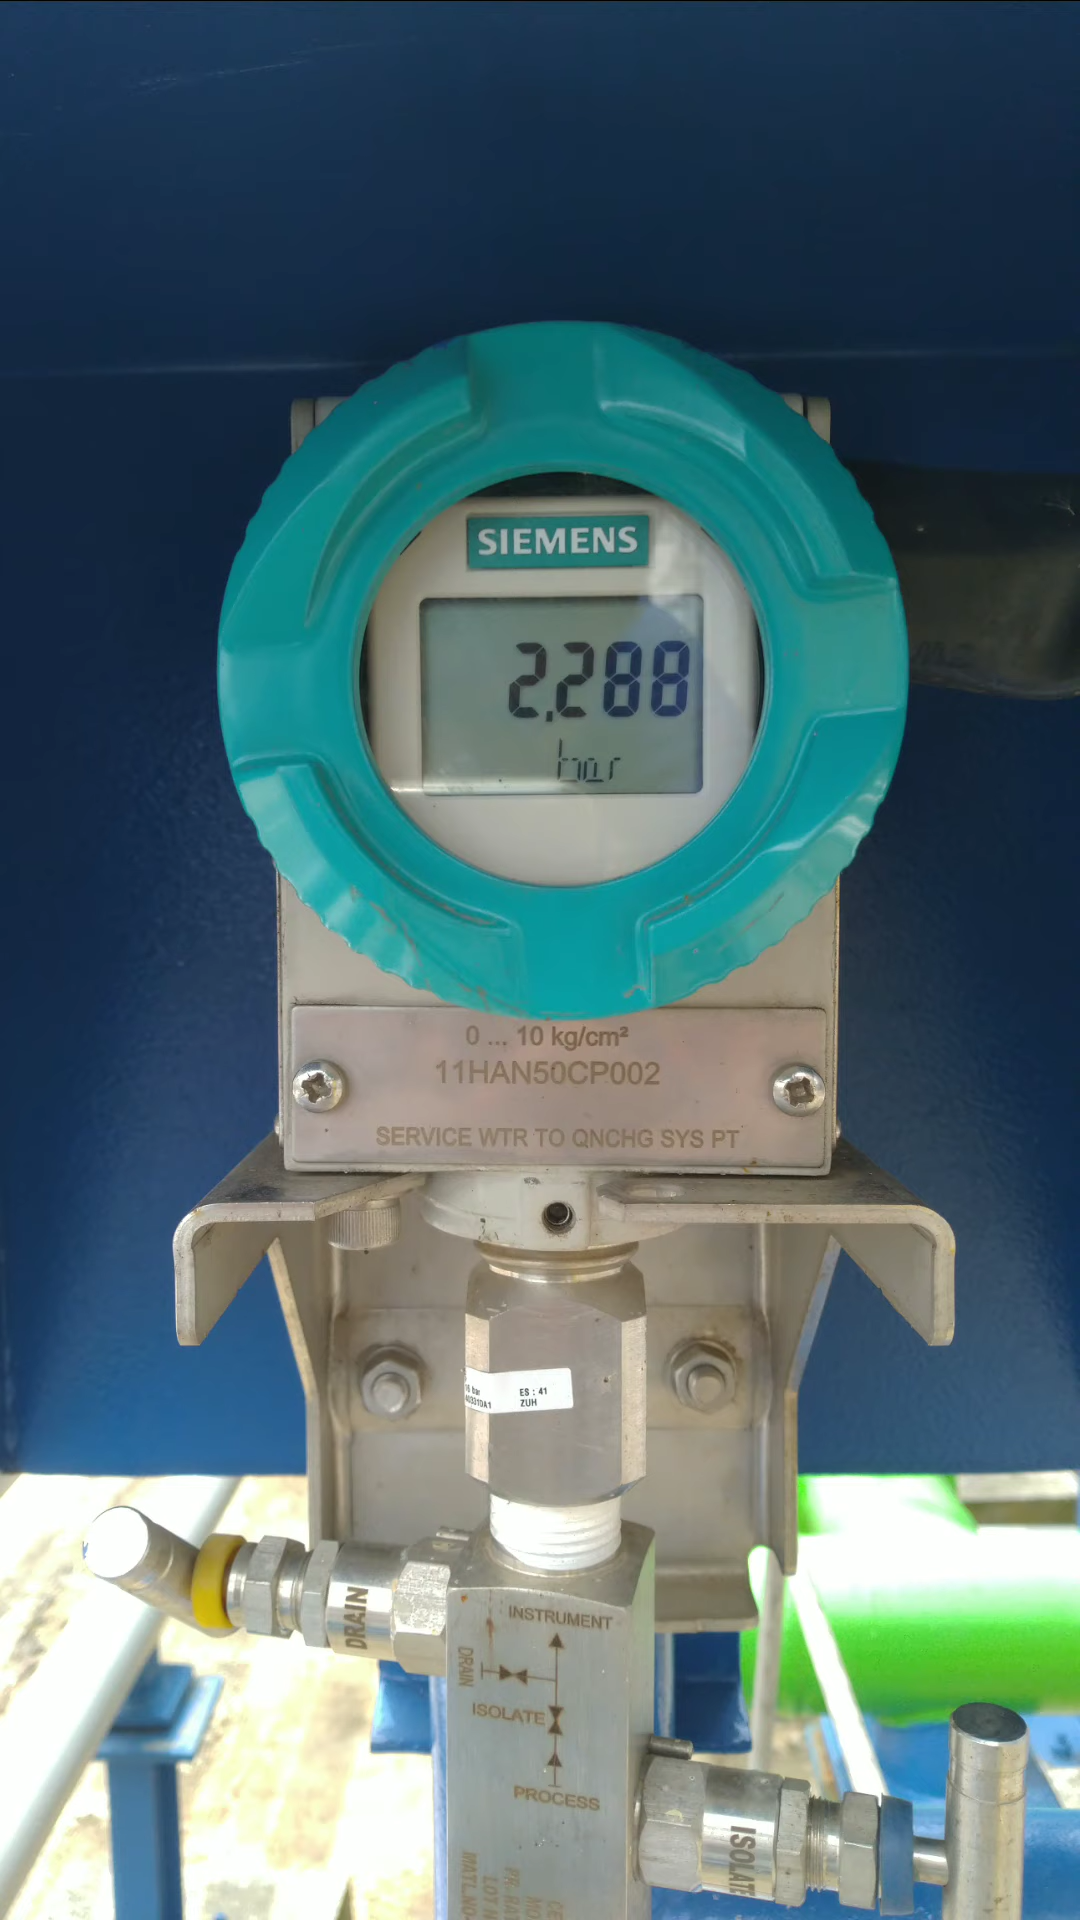 SIEMENS
2.288
bar
0 ... 10 kg/cm²
11HAN50CP002
SERVICE WTR TO QNCHG SYS PT
bar
ES : 41
ZUH
DRAIN
INSTRUMENT
DRAIN
ISOLATE
PROCESS
ISOLATE